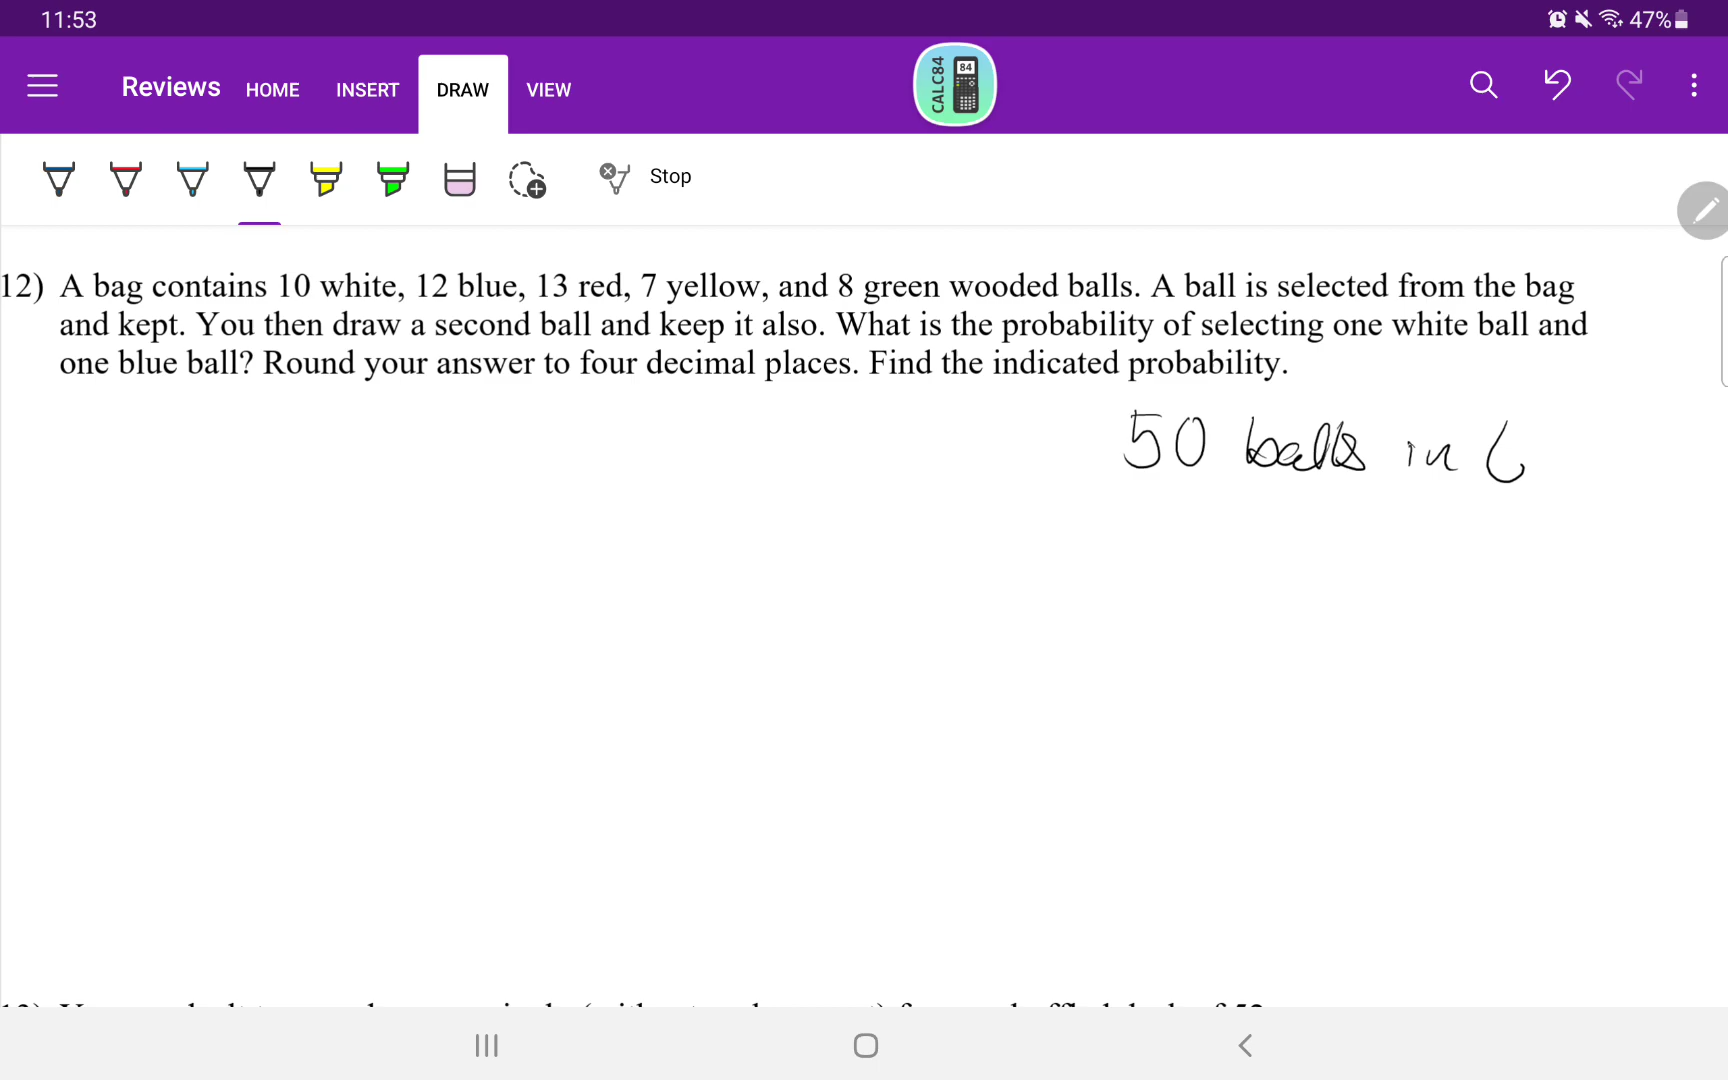 11:53
47%
Reviews HOME INSERT DRAW VIEW
CALC84
84
Stop
12) A bag contains 10 white, 12 blue, 13 red, 7 yellow, and 8 green wooded balls. A ball is selected from the bag
and kept. You then draw a second ball and keep it also. What is the probability of selecting one white ball and
one blue ball? Round your answer to four decimal places. Find the indicated probability.
50 balls in